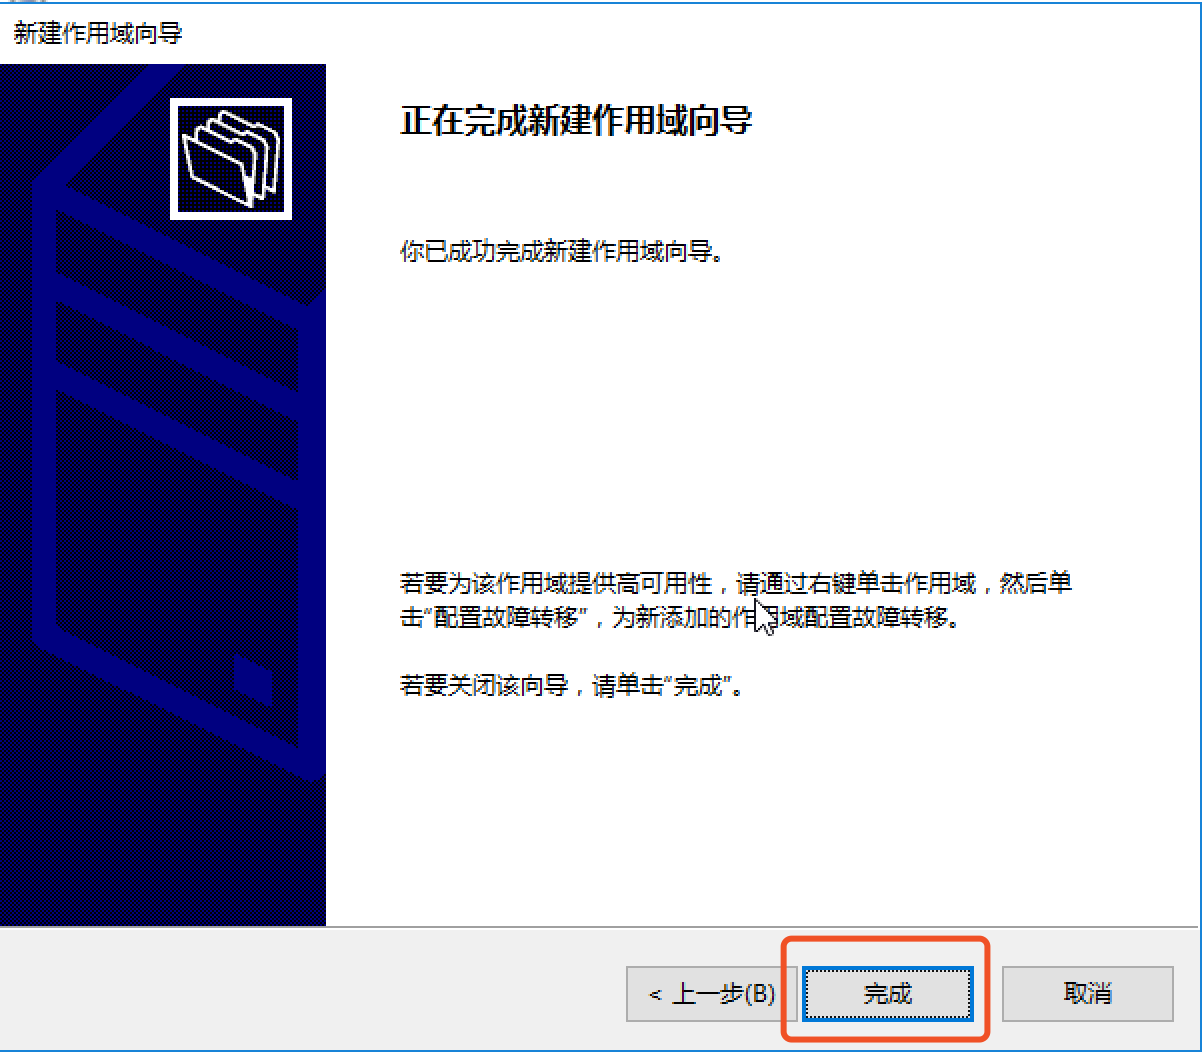 新建作用域向导
正在完成新建作用域向导
你已成功完成新建作用域向导。
若要为该作用域提供高可用性，请通过右键单击作用域，然后单
击“配置故障转移”，为新添加的作用域配置故障转移。
若要关闭该向导，请单击“完成”。
< 上一步(B)
完成
取消